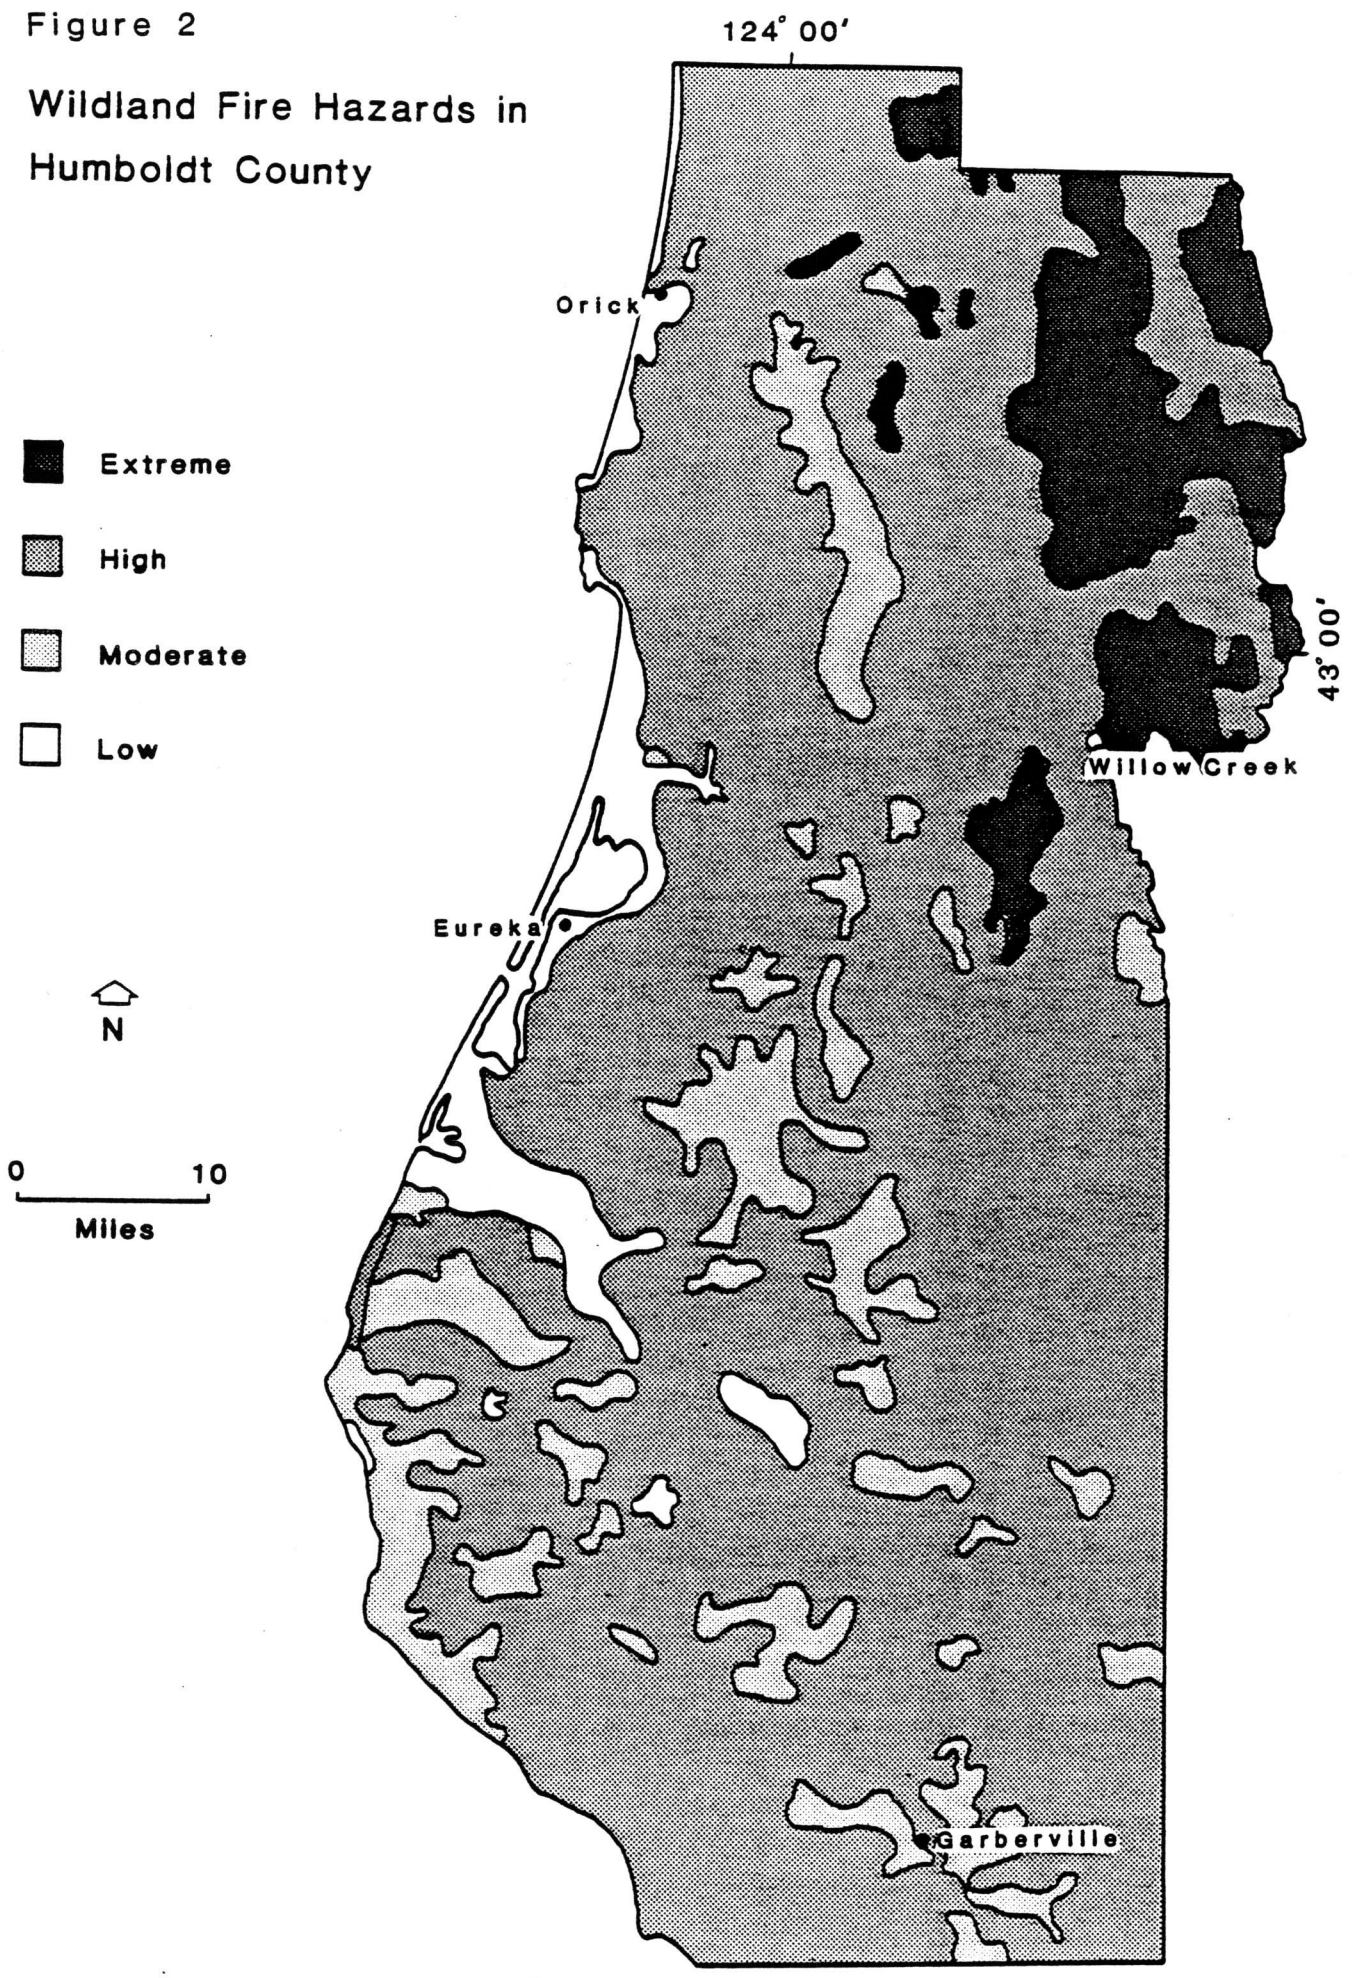 Figure 2
124° 00'
Wildland Fire Hazards in
Humboldt County
Orick
Extreme
High
Moderate
Low
43° 00'
Willow Creek
Eureka
N
0 10
Miles
Garberville